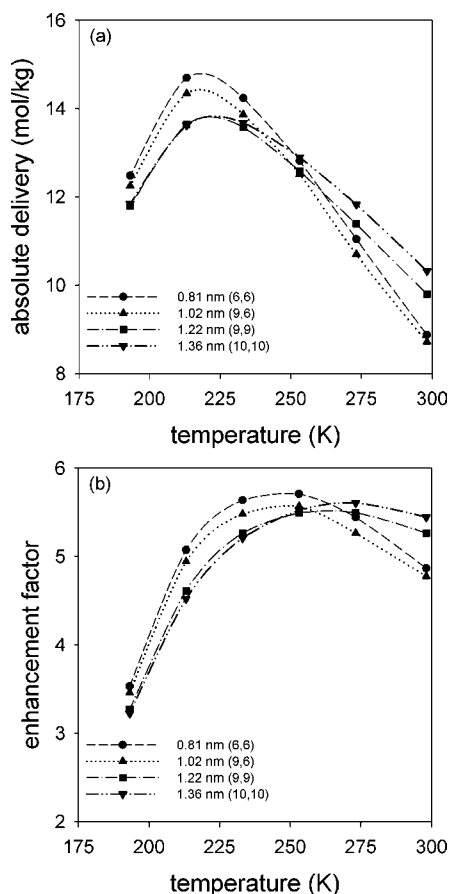 (a)
absolute delivery (mol/kg)
16
14
12
10
8
0.81 nm (6,6)
1.02 nm (9,6)
1.22 nm (9,9)
1.36 nm (10,10)
175 200 225 250 275 300
temperature (K)
(b)
enhancement factor
6
5
4
3
2
0.81 nm (6,6)
1.02 nm (9,6)
1.22 nm (9,9)
1.36 nm (10,10)
175 200 225 250 275 300
temperature (K)